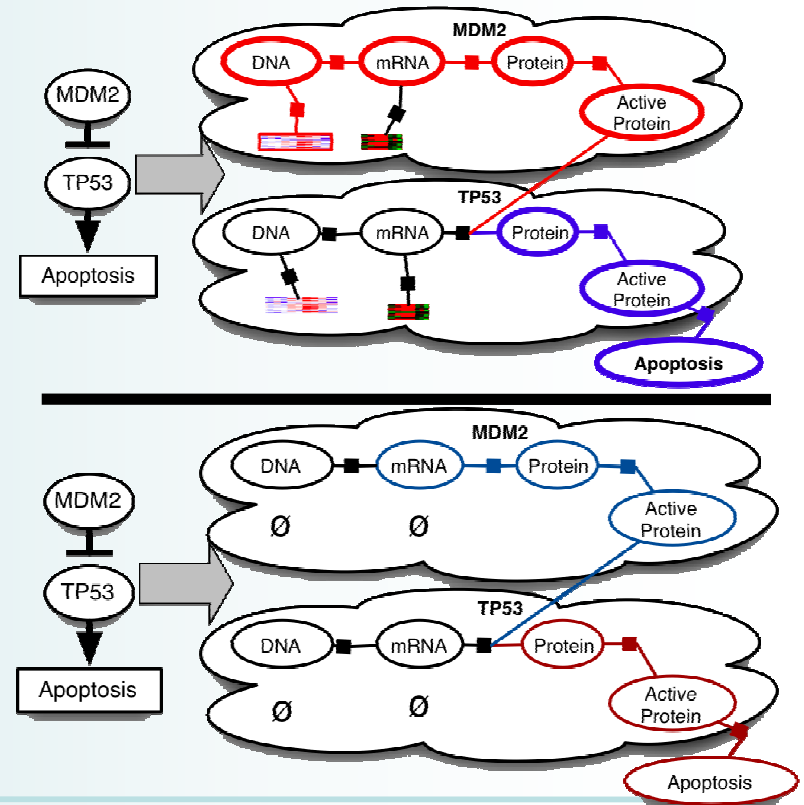 MDM2
TP53
Apoptosis
MDM2
DNA
mRNA
Protein
Active
Protein
TP53
DNA
mRNA
Protein
Active
Protein
Apoptosis
MDM2
TP53
Apoptosis
MDM2
DNA
mRNA
Protein
Active
Protein
Ø
Ø
TP53
DNA
mRNA
Protein
Active
Protein
Ø
Ø
Apoptosis